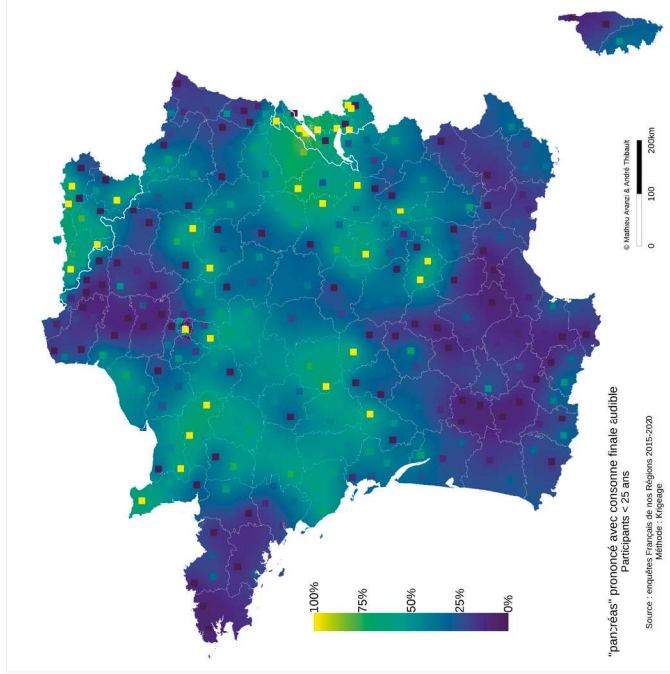 "pancréas" prononcé avec consonne finale audible
Participants < 25 ans
Source : enquêtes Français de nos Régions 2015-2020
Méthode : Krigeage
100%
75%
50%
25%
0%
© Mathieu Avanzi & André Thibault
0 100 200km